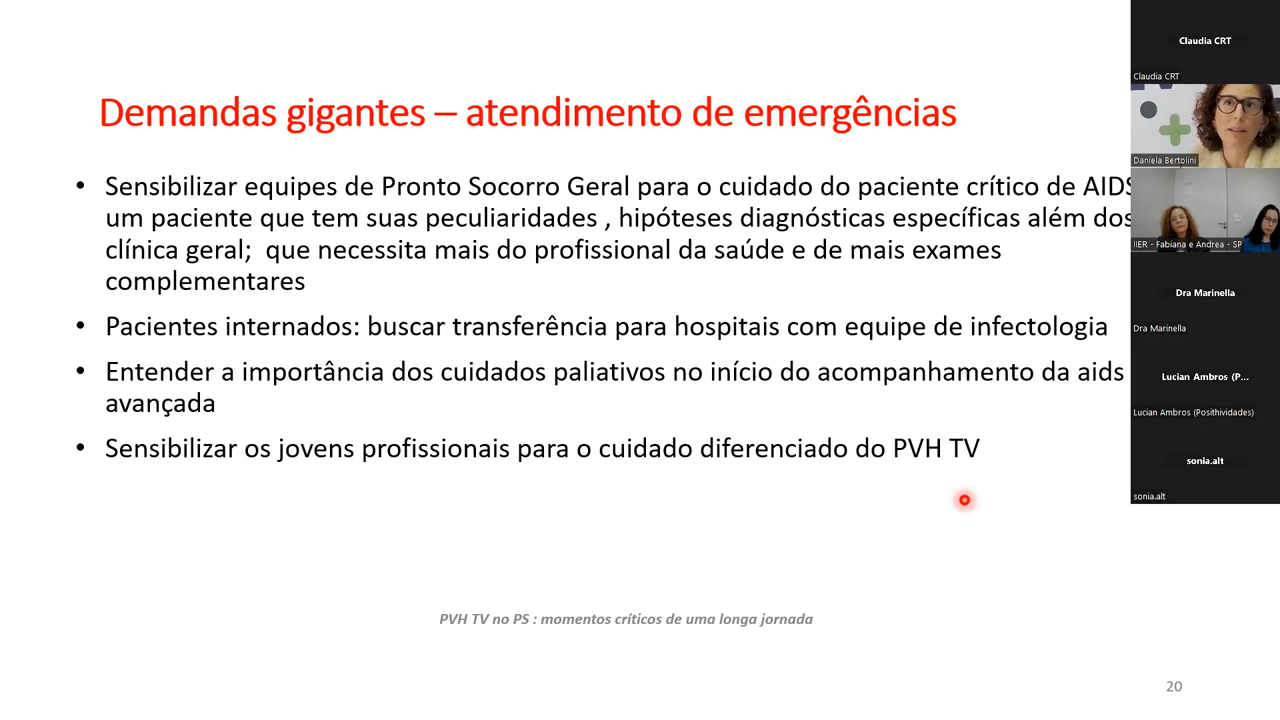 Demandas gigantes – atendimento de emergências
• Sensibilizar equipes de Pronto Socorro Geral para o cuidado do paciente crítico de AIDS
um paciente que tem suas peculiaridades , hipóteses diagnósticas específicas além dos
clínica geral; que necessita mais do profissional da saúde e de mais exames
complementares
• Pacientes internados: buscar transferência para hospitais com equipe de infectologia
• Entender a importância dos cuidados paliativos no início do acompanhamento da aids
avançada
• Sensibilizar os jovens profissionais para o cuidado diferenciado do PVH TV
PVH TV no PS : momentos críticos de uma longa jornada
20
Claudia CRT
Claudia CRT
Daniela Bertolini
IIER - Fabiana e Andrea - SP
Dra Marinella
Dra Marinella
Lucian Ambros (P...
Lucian Ambros (Posithividades)
sonia.alt
sonia.alt